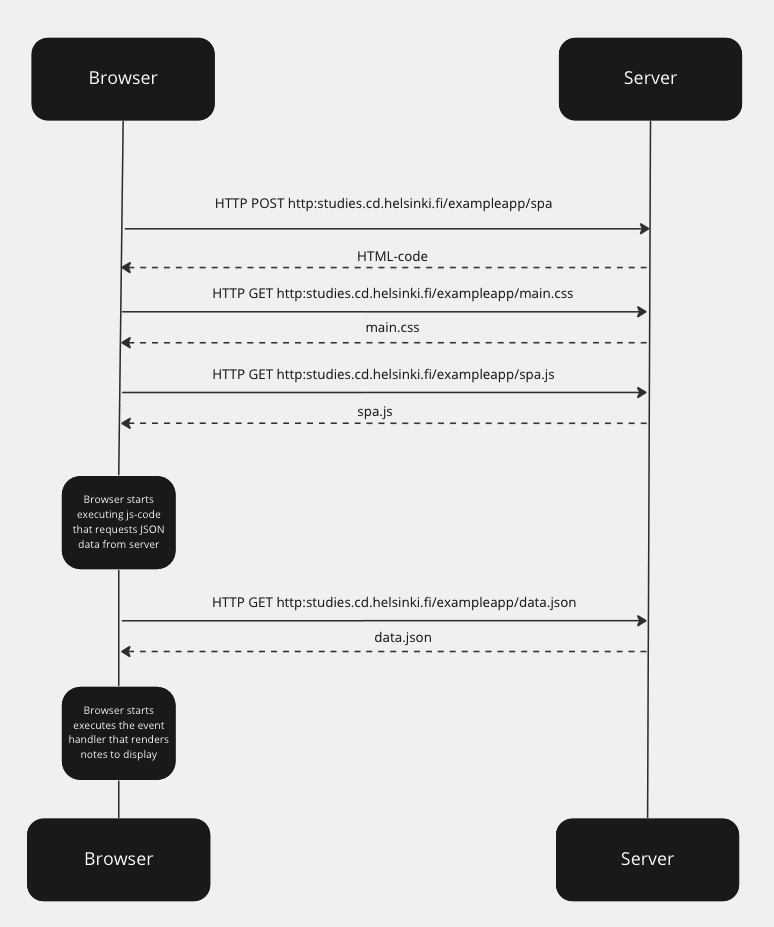 Browser
Server
HTTP POST http:studies.cd.helsinki.fi/exampleapp/spa
HTML-code
HTTP GET http:studies.cd.helsinki.fi/exampleapp/main.css
main.css
HTTP GET http:studies.cd.helsinki.fi/exampleapp/spa.js
spa.js
Browser starts
executing js-code
that requests JSON
data from server
HTTP GET http:studies.cd.helsinki.fi/exampleapp/data.json
data.json
Browser starts
executes the event
handler that renders
notes to display
Browser
Server